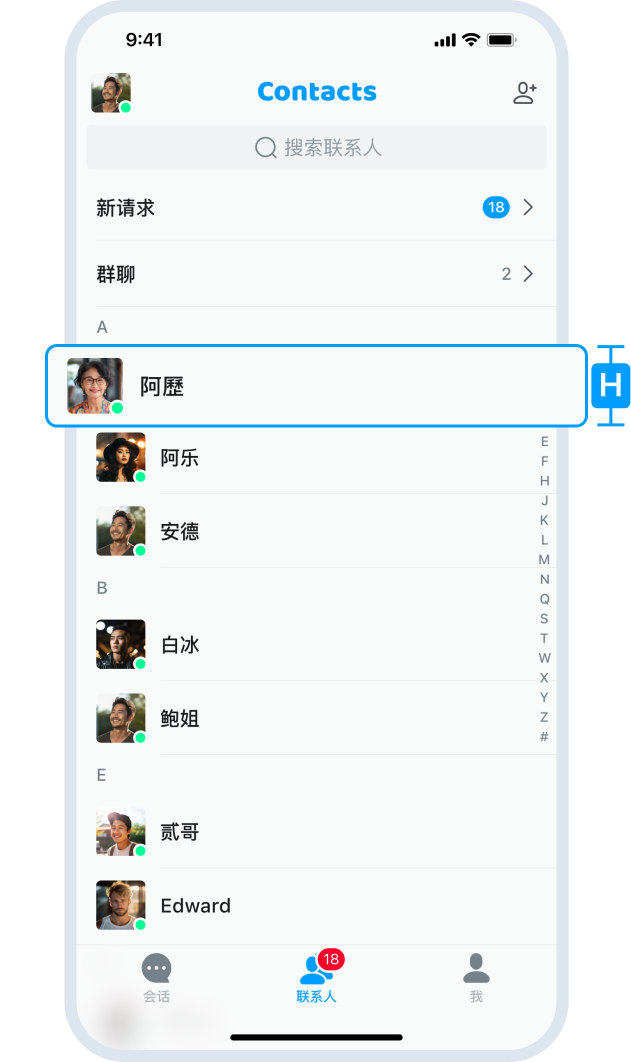 9:41
Contacts
搜索联系人
新请求 18
群聊 2
A
阿歷
H
阿乐
安德
B
白冰
鲍姐
E
贰哥
Edward
E
F
H
J
K
L
M
N
Q
S
T
W
X
Y
Z
#
18
会话 联系人 我